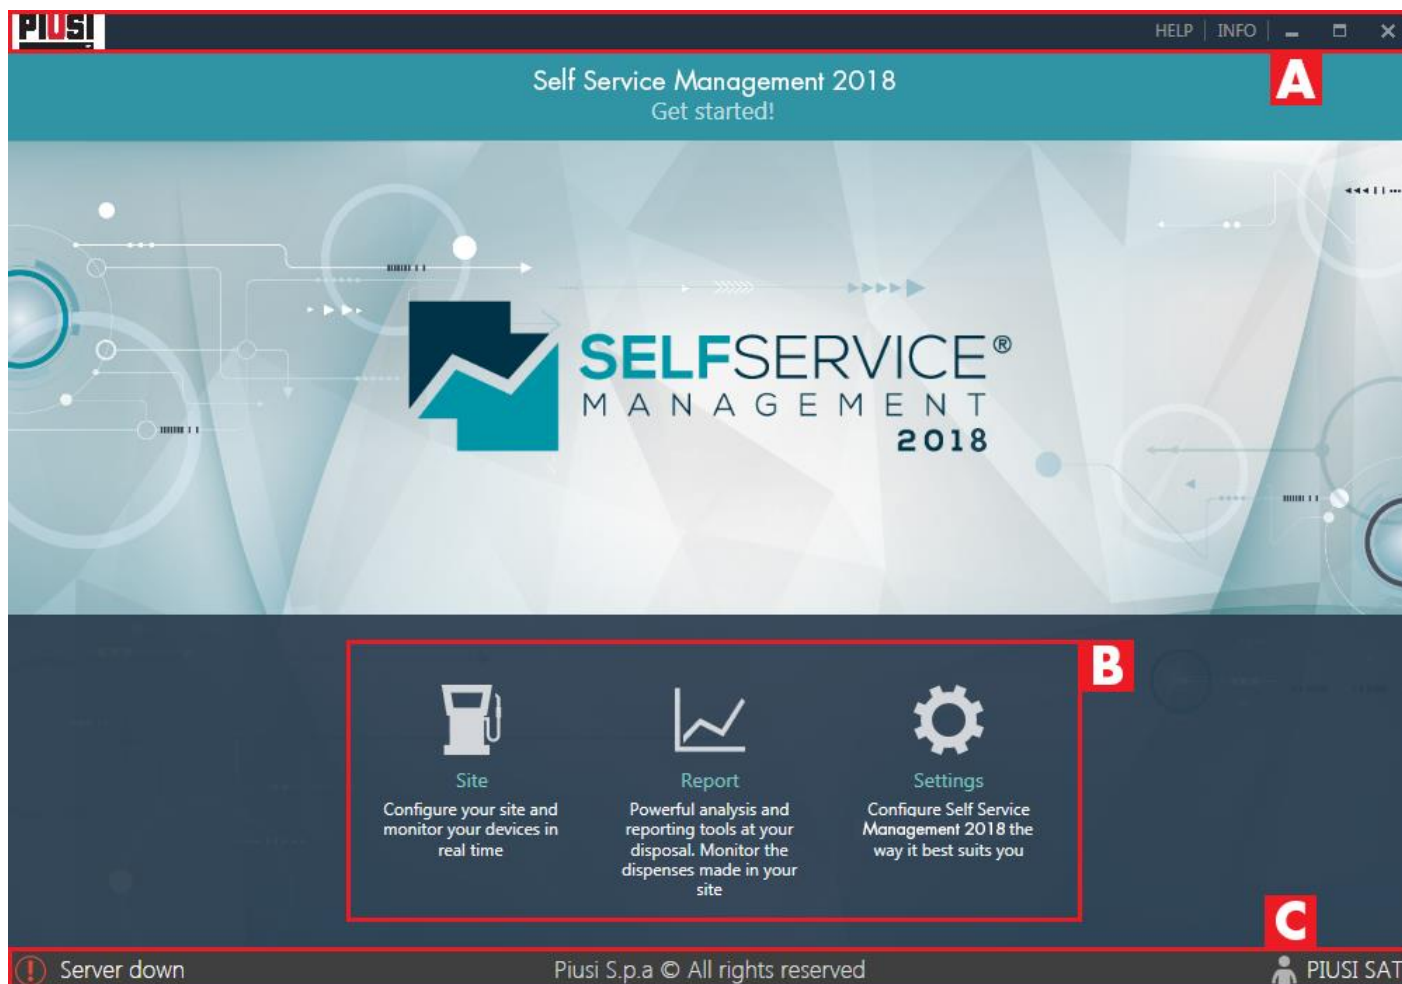 PIUSI
HELP | INFO
A
Self Service Management 2018
Get started!
SELFSERVICE®
MANAGEMENT
2018
B
Site
Configure your site and
monitor your devices in
real time
Report
Powerful analysis and
reporting tools at your
disposal. Monitor the
dispenses made in your
site
Settings
Configure Self Service
Management 2018 the
way it best suits you
C
Server down
Piusi S.p.a © All rights reserved
PIUSI SAT